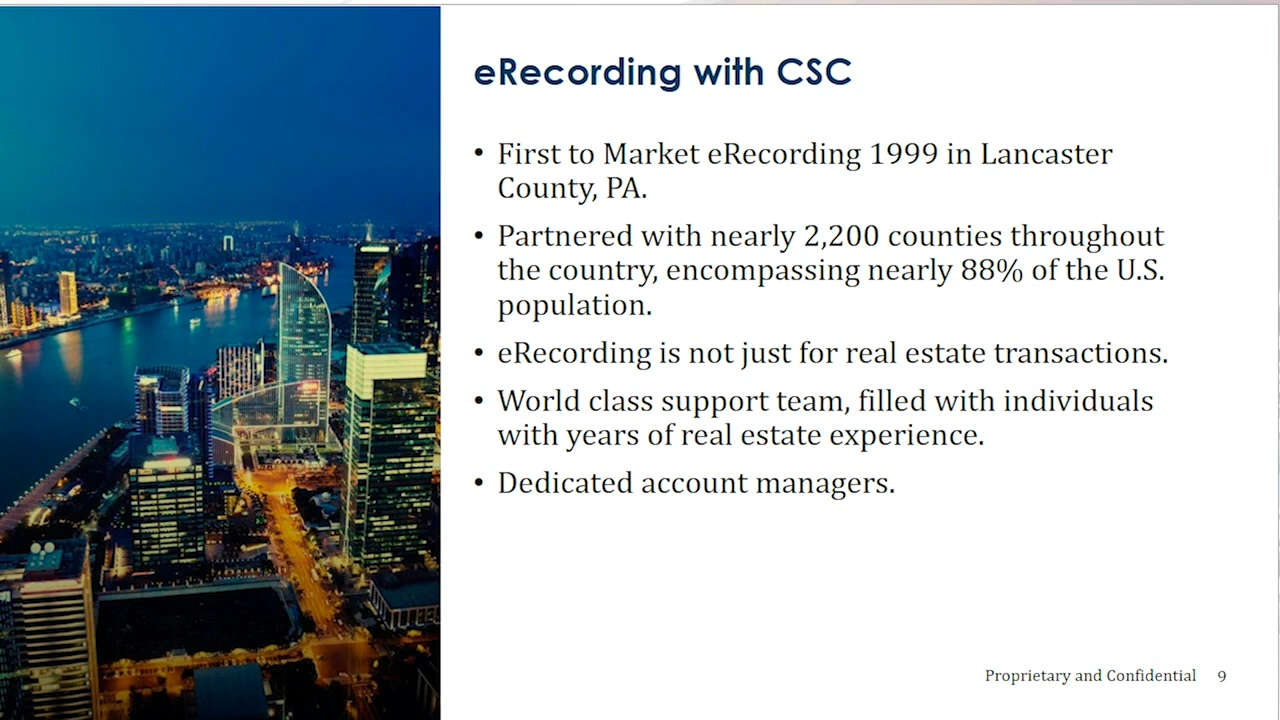 eRecording with CSC
• First to Market eRecording 1999 in Lancaster
County, PA.
• Partnered with nearly 2,200 counties throughout
the country, encompassing nearly 88% of the U.S.
population.
• eRecording is not just for real estate transactions.
• World class support team, filled with individuals
with years of real estate experience.
• Dedicated account managers.
Proprietary and Confidential 9